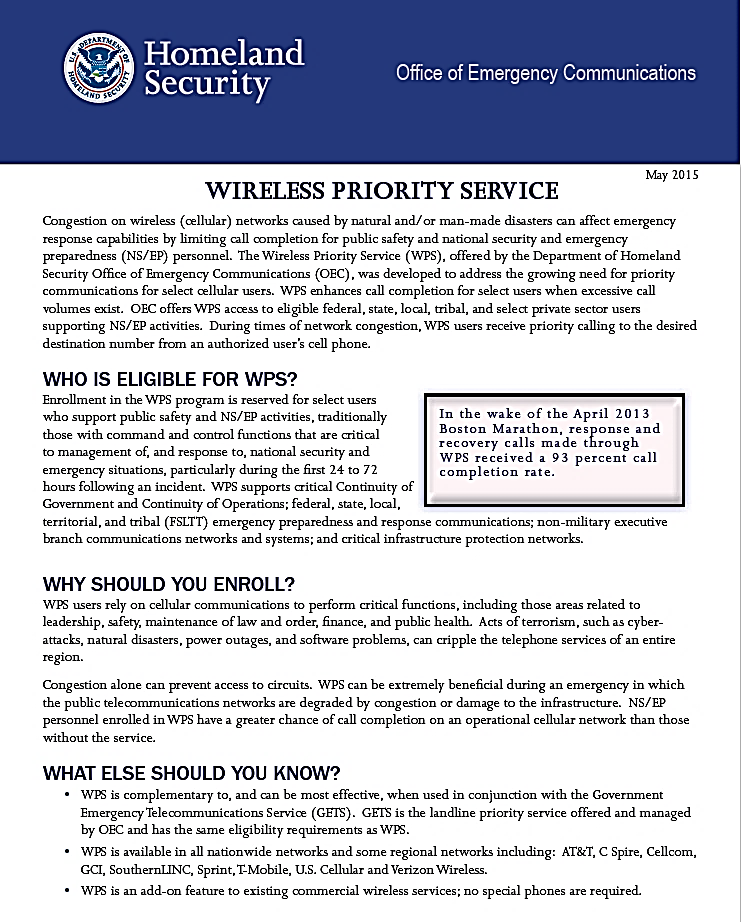 U.S. DEPARTMENT OF HOMELAND SECURITY
Homeland
Security
Office of Emergency Communications
May 2015
WIRELESS PRIORITY SERVICE
Congestion on wireless (cellular) networks caused by natural and/or man-made disasters can affect emergency
response capabilities by limiting call completion for public safety and national security and emergency
preparedness (NS/EP) personnel. The Wireless Priority Service (WPS), offered by the Department of Homeland
Security Office of Emergency Communications (OEC), was developed to address the growing need for priority
communications for select cellular users. WPS enhances call completion for select users when excessive call
volumes exist. OEC offers WPS access to eligible federal, state, local, tribal, and select private sector users
supporting NS/EP activities. During times of network congestion, WPS users receive priority calling to the desired
destination number from an authorized user's cell phone.
WHO IS ELIGIBLE FOR WPS?
Enrollment in the WPS program is reserved for select users
who support public safety and NS/EP activities, traditionally
those with command and control functions that are critical
to management of, and response to, national security and
emergency situations, particularly during the first 24 to 72
hours following an incident. WPS supports critical Continuity of
Government and Continuity of Operations; federal, state, local,
territorial, and tribal (FSLTT) emergency preparedness and response communications; non-military executive
branch communications networks and systems; and critical infrastructure protection networks.
In the wake of the April 2013
Boston Marathon, response and
recovery calls made through
WPS received a 93 percent call
completion rate.
WHY SHOULD YOU ENROLL?
WPS users rely on cellular communications to perform critical functions, including those areas related to
leadership, safety, maintenance of law and order, finance, and public health. Acts of terrorism, such as cyber-
attacks, natural disasters, power outages, and software problems, can cripple the telephone services of an entire
region.
Congestion alone can prevent access to circuits. WPS can be extremely beneficial during an emergency in which
the public telecommunications networks are degraded by congestion or damage to the infrastructure. NS/EP
personnel enrolled in WPS have a greater chance of call completion on an operational cellular network than those
without the service.
WHAT ELSE SHOULD YOU KNOW?
• WPS is complementary to, and can be most effective, when used in conjunction with the Government
Emergency Telecommunications Service (GETS). GETS is the landline priority service offered and managed
by OEC and has the same eligibility requirements as WPS.
• WPS is available in all nationwide networks and some regional networks including: AT&T, C Spire, Cellcom,
GCI, SouthernLINC, Sprint, T-Mobile, U.S. Cellular and Verizon Wireless.
• WPS is an add-on feature to existing commercial wireless services; no special phones are required.